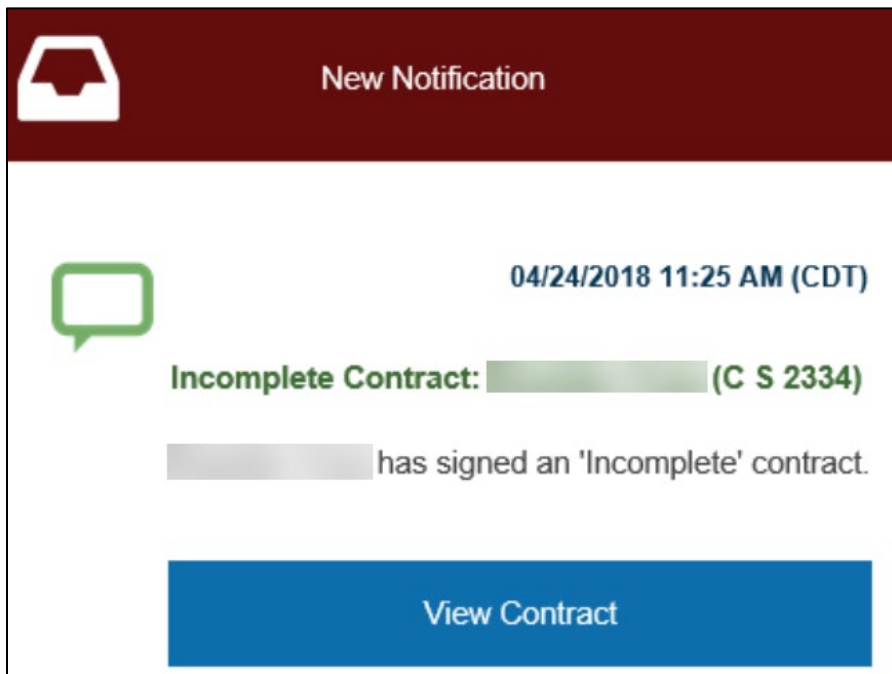 New Notification
04/24/2018 11:25 AM (CDT)
Incomplete Contract: (C S 2334)
has signed an 'Incomplete' contract.
View Contract